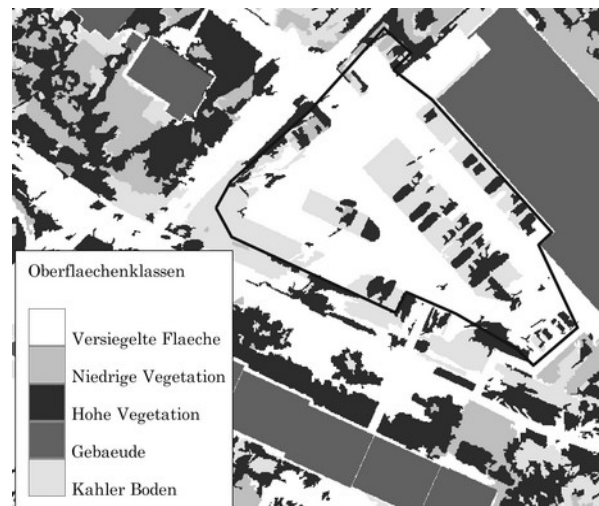 Oberflaechenklassen
Versiegelte Flaeche
Niedrige Vegetation
Hohe Vegetation
Gebaeude
Kahler Boden